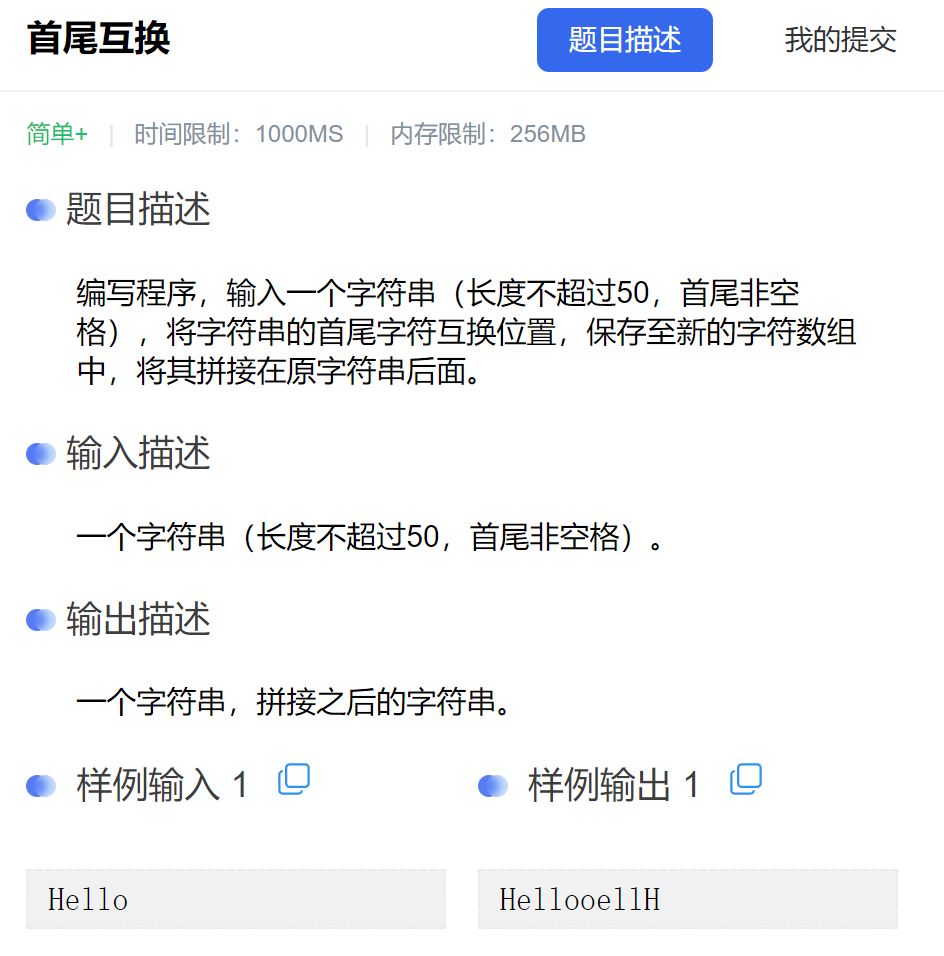 首尾互换
题目描述
我的提交
简单+ | 时间限制：1000MS | 内存限制：256MB
题目描述
编写程序，输入一个字符串（长度不超过50，首尾非空
格），将字符串的首尾字符互换位置，保存至新的字符数组
中，将其拼接在原字符串后面。
输入描述
一个字符串（长度不超过50，首尾非空格）。
输出描述
一个字符串，拼接之后的字符串。
样例输入 1
样例输出 1
Hello
HellooellH